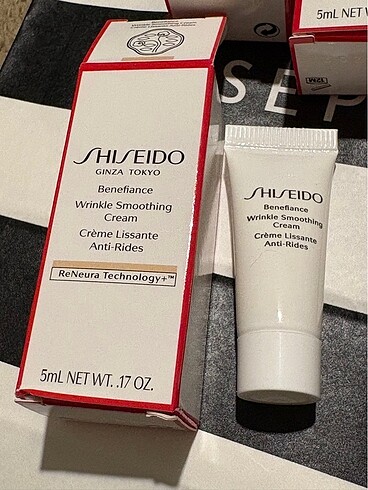 SHISEIDO
GINZA TOKYO
Benefiance
Wrinkle Smoothing
Cream
Crème Lissante
Anti-Rides
ReNeura Technology+™
5mL NET WT. .17 OZ.
SHISEIDO
Benefiance
Wrinkle Smoothing
Cream
Crème Lissante
Anti-Rides
5mL NET W
12M
SEP